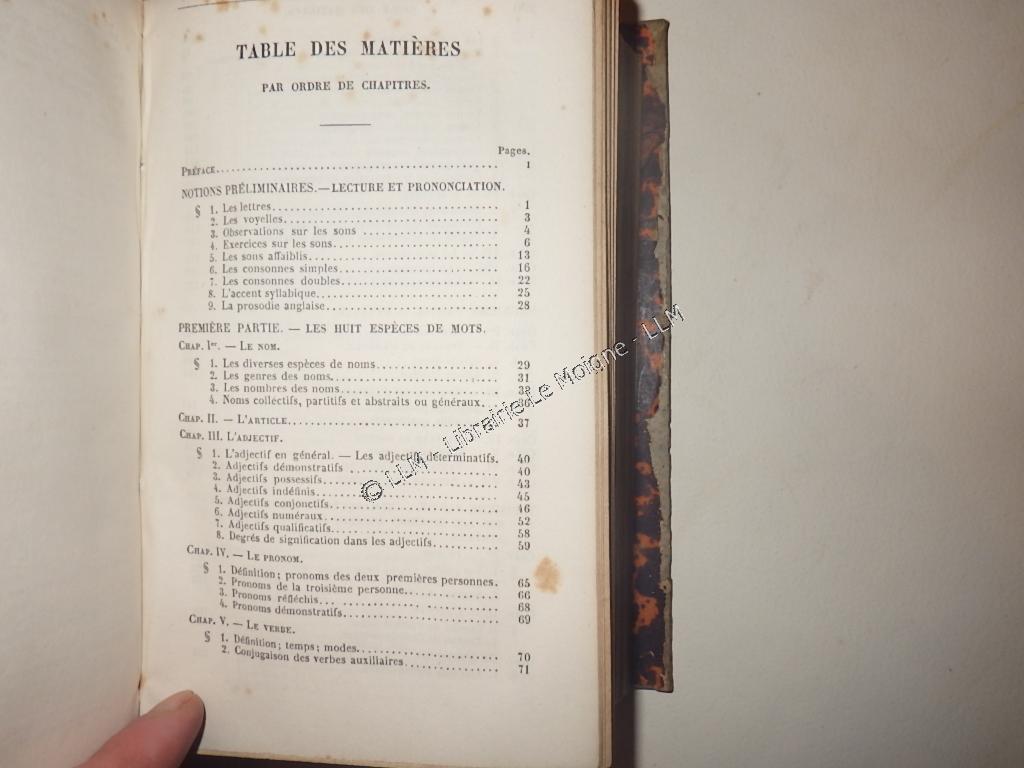 TABLE DES MATIÈRES
PAR ORDRE DE CHAPITRES.
Pages.
PRÉFACE........ 1
NOTIONS PRÉLIMINAIRES.—LECTURE ET PRONONCIATION.
§ 1. Les lettres........ 1
2. Les voyelles........ 3
3. Observations sur les sons ........ 4
4. Exercices sur les sons........ 6
5. Les sons affaiblis........ 13
6. Les consonnes simples........ 16
7. Les consonnes doubles........ 22
8. L'accent syllabique........ 25
9. La prosodie anglaise........ 28
PREMIÈRE PARTIE. — LES HUIT ESPÈCES DE MOTS.
CHAP. Ier. — LE NOM.
§ 1. Les diverses espèces de noms........ 29
2. Les genres des noms........ 31
3. Les nombres des noms........ 33
4. Noms collectifs, partitifs et abstraits ou généraux... 36
CHAP. II. — L'ARTICLE........ 37
CHAP. III. L'ADJECTIF.
§ 1. L'adjectif en général. — Les adjectifs déterminatifs. 40
2. Adjectifs démonstratifs ........ 40
3. Adjectifs possessifs........ 43
4. Adjectifs indéfinis........ 45
5. Adjectifs conjonctifs........ 46
6. Adjectifs numéraux........ 52
7. Adjectifs qualificatifs........ 58
8. Degrés de signification dans les adjectifs........ 59
CHAP. IV. — LE PRONOM.
§ 1. Définition; pronoms des deux premières personnes. 65
2. Pronoms de la troisième personne........ 66
3. Pronoms réfléchis........ 68
4. Pronoms démonstratifs........ 69
CHAP. V. — LE VERBE.
§ 1. Définition; temps; modes........ 70
2. Conjugaison des verbes auxiliaires........ 71
© LLM - Librairie Le Moigne - LLM